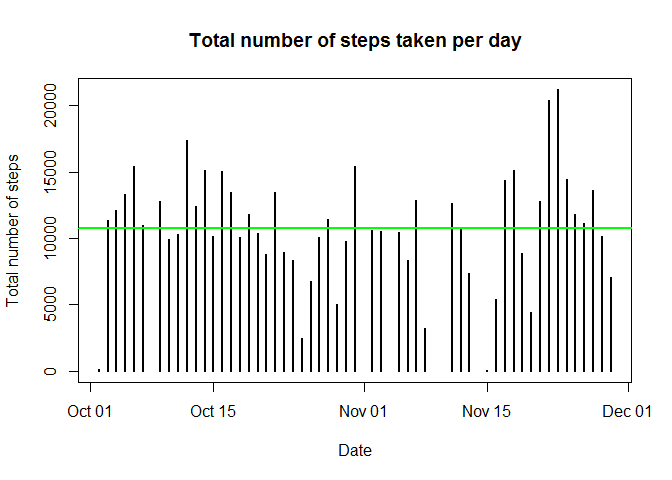 Total number of steps taken per day
Total number of steps
20000
15000
10000
5000
0
Oct 01
Oct 15
Nov 01
Nov 15
Dec 01
Date